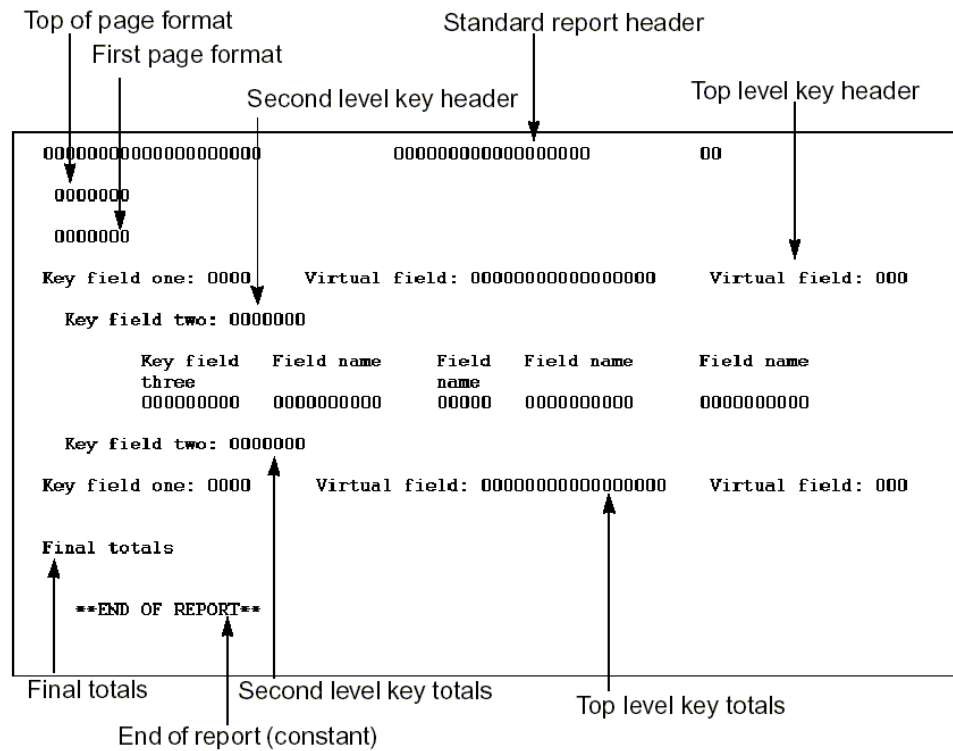 Top of page format
Standard report header
First page format
Second level key header
Top level key header
00000000000000000000 000000000000000000 00
0000000
0000000
Key field one: 0000 Virtual field: 00000000000000000 Virtual field: 000
Key field two: 0000000
Key field Field name Field Field name Field name
three name
000000000 0000000000 00000 0000000000 0000000000
Key field two: 0000000
Key field one: 0000 Virtual field: 00000000000000000 Virtual field: 000
Final totals
**END OF REPORT**
Final totals
Second level key totals
Top level key totals
End of report (constant)